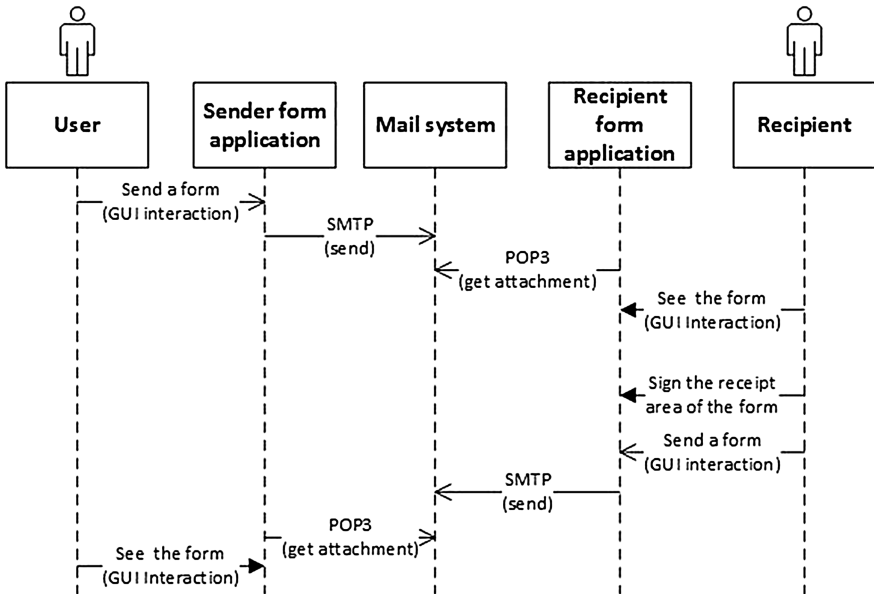 User
Sender form
application
Mail system
Recipient
form
application
Recipient
Send a form
(GUI interaction)
SMTP
(send)
POP3
(get attachment)
See the form
(GUI Interaction)
Sign the receipt
area of the form
Send a form
(GUI interaction)
SMTP
(send)
POP3
(get attachment)
See the form
(GUI Interaction)